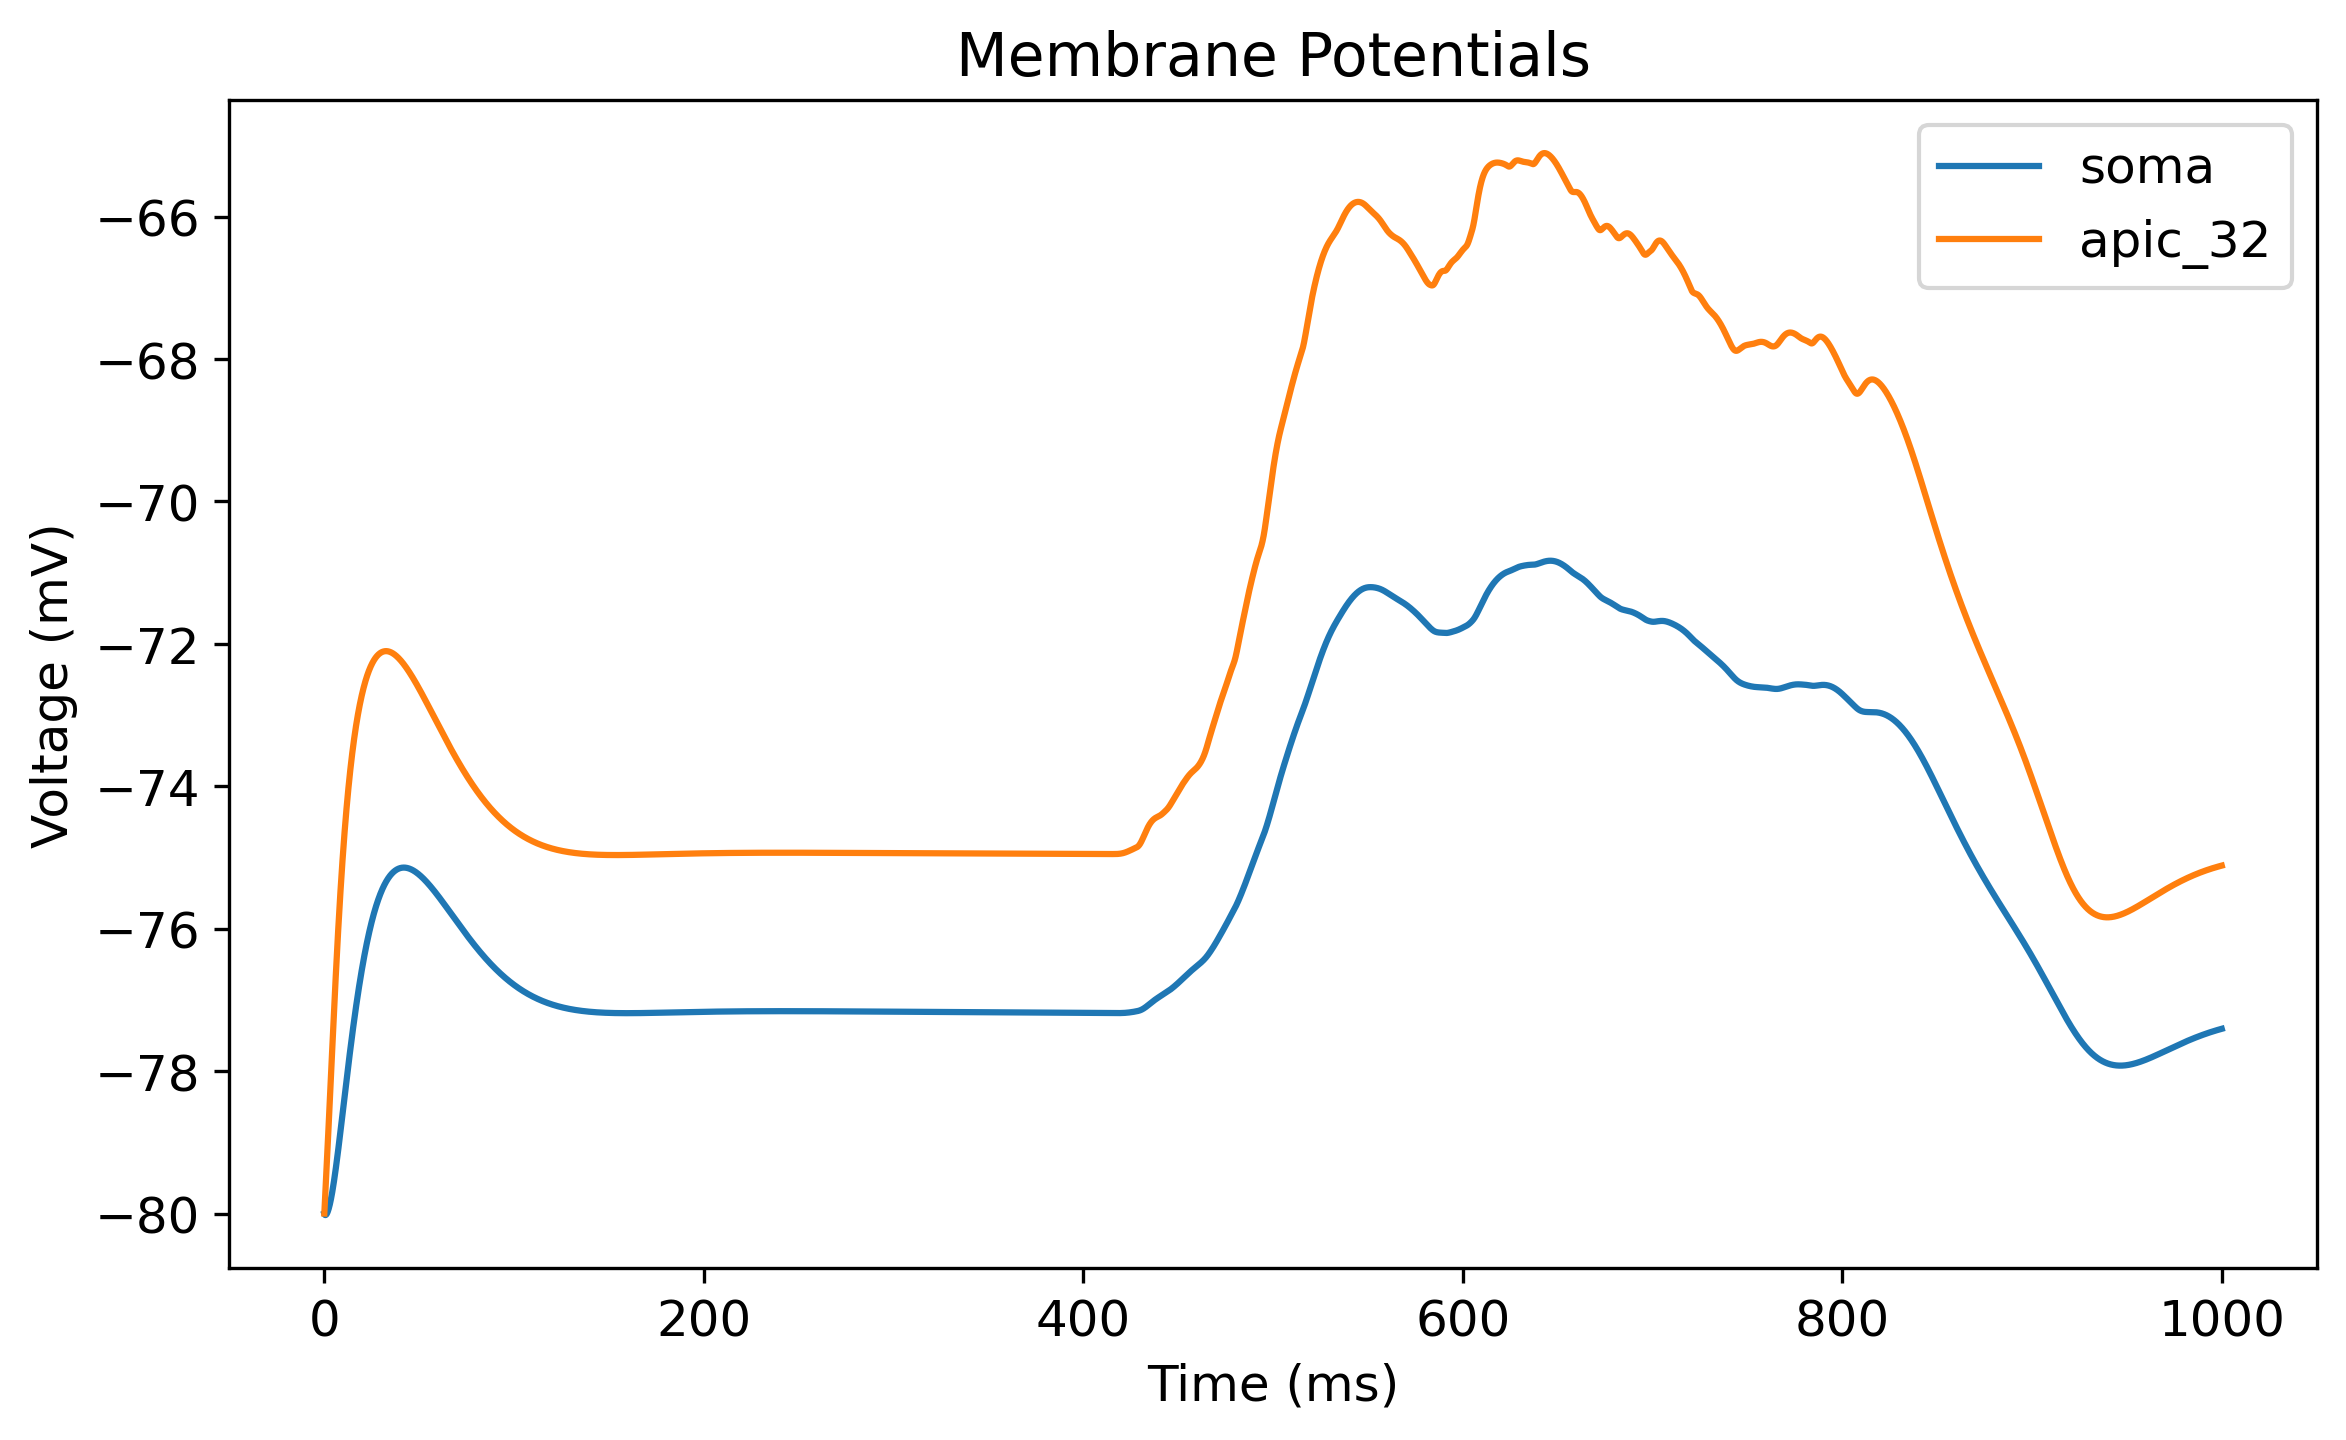 Membrane Potentials
soma
apic_32
−66
−68
−70
−72
−74
−76
−78
−80
Voltage (mV)
0 200 400 600 800 1000
Time (ms)